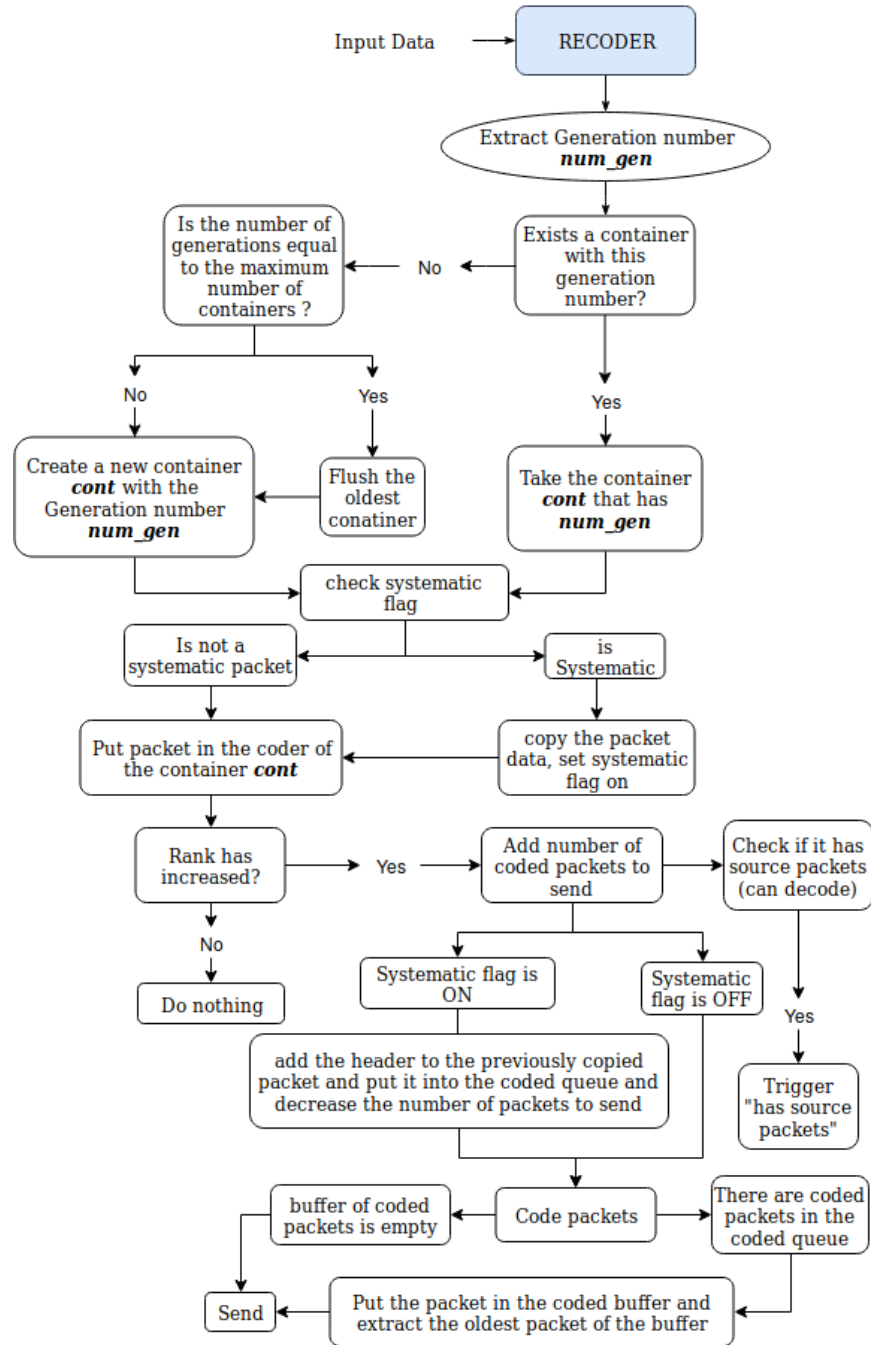 Input Data
RECODER
Extract Generation number
num_gen
Is the number of
generations equal
to the maximum
number of
containers ?
No
Exists a container
with this
generation
number?
No
Yes
Yes
Create a new container
cont with the
Generation number
num_gen
Flush the
oldest
conatiner
Take the container
cont that has
num_gen
check systematic
flag
Is not a
systematic packet
is
Systematic
Put packet in the coder of
the container cont
copy the packet
data, set systematic
flag on
Rank has
increased?
Yes
Add number of
coded packets to
send
Check if it has
source packets
(can decode)
No
Do nothing
Systematic flag is
ON
Systematic
flag is OFF
Yes
add the header to the previously copied
packet and put it into the coded queue and
decrease the number of packets to send
Trigger
"has source
packets"
buffer of coded
packets is empty
Code packets
There are coded
packets in the
coded queue
Send
Put the packet in the coded buffer and
extract the oldest packet of the buffer